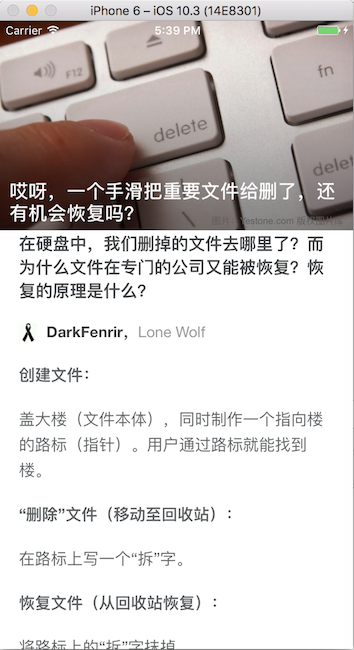 iPhone 6 – iOS 10.3 (14E8301)
Carrier 5:39 PM
F12
fn
delete
哎呀，一个手滑把重要文件给删了，还
有机会恢复吗？
Yestone.com 版权图片库
在硬盘中，我们删掉的文件去哪里了？而
为什么文件在专门的公司又能被恢复？恢
复的原理是什么？
DarkFenrir，Lone Wolf
创建文件：
盖大楼（文件本体），同时制作一个指向楼
的路标（指针）。用户通过路标就能找到
楼。
“删除”文件（移动至回收站）：
在路标上写一个“拆”字。
恢复文件（从回收站恢复）：
将路标上的“拆”字抹掉